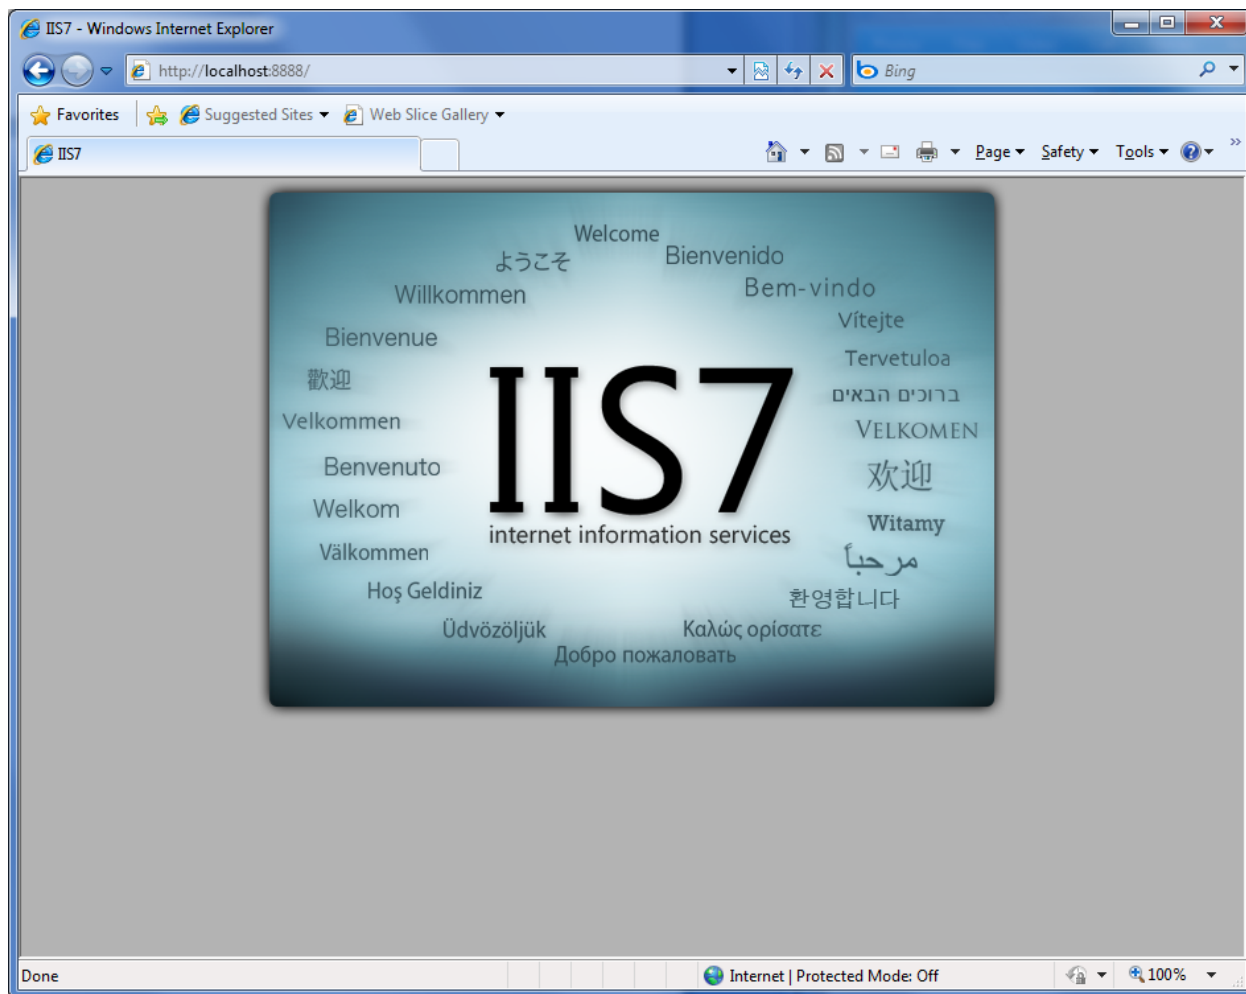 IIS7 - Windows Internet Explorer
http://localhost:8888/
Bing
Favorites
Suggested Sites
Web Slice Gallery
IIS7
Page
Safety
Tools
Welcome
ようこそ
Bienvenido
Willkommen
Bem-vindo
Bienvenue
Vítejte
歡迎
Tervetuloa
ברוכים הבאים
Velkommen
VELKOMEN
IIS7
Benvenuto
欢迎
Welkom
Witamy
internet information services
Välkommen
مرحباً
Hoş Geldiniz
환영합니다
Üdvözöljük
Καλώς ορίσατε
Добро пожаловать
Done
Internet | Protected Mode: Off
100%